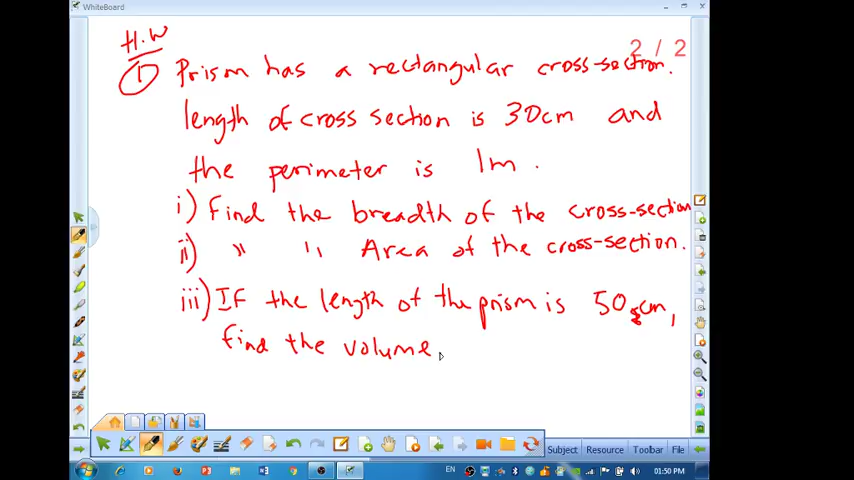 WhiteBoard
H.W
2 / 2
① Prism has a rectangular cross-section.
length of cross section is 30cm and
the perimeter is 1m.
i) Find the breadth of the cross-section
ii) " " Area of the cross-section.
iii) If the length of the prism is 50 cm,
find the volume
Subject Resource Toolbar File
EN 01:50 PM